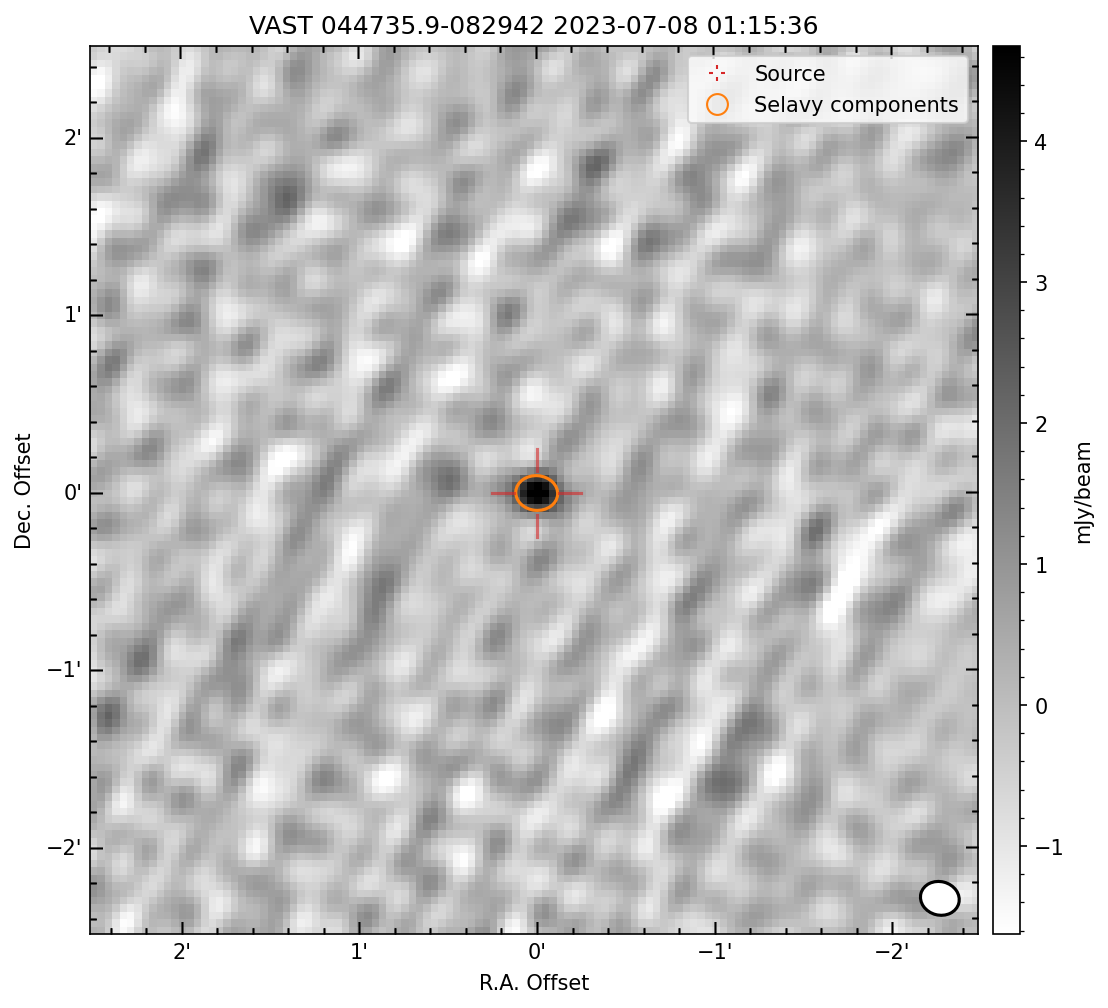 VAST 044735.9-082942 2023-07-08 01:15:36
Source
Selavy components
2'
1'
0'
−1'
−2'
Dec. Offset
2'
1'
0'
−1'
−2'
R.A. Offset
4
3
2
1
0
−1
mJy/beam